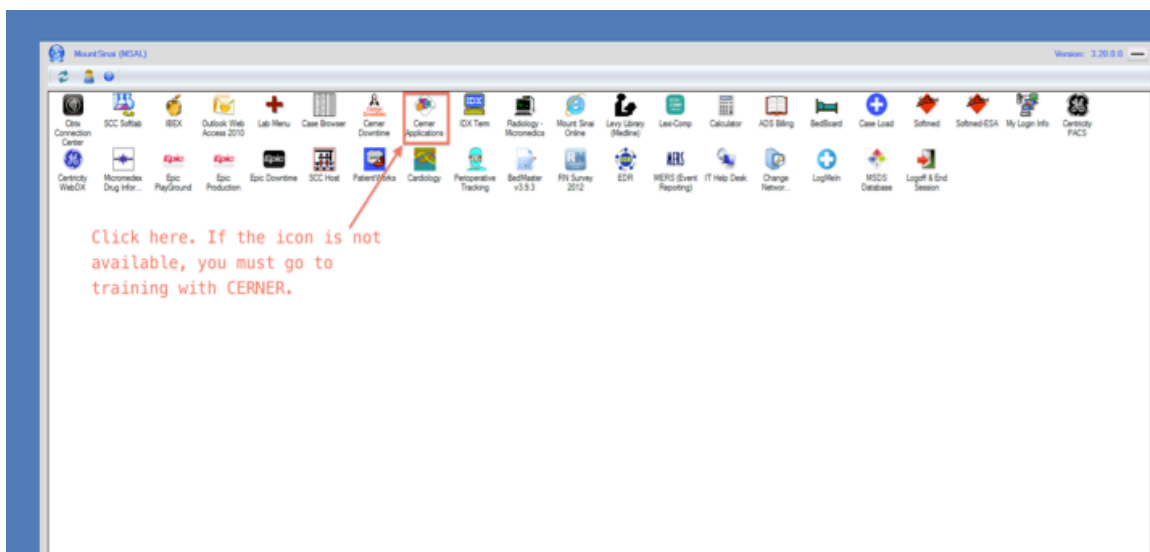 MountSinai (MSAL)
Version: 3.20.0.0
Citrix Connection Center
SCC Softlab
IBEX
Outlook Web Access 2010
Lab Menu
Case Browser
Cerner Downtime
Cerner Applications
IDX Term
Radiology - Micromedics
Mount Sinai Online
Levy Library (Medline)
Lexi-Comp
Calculator
ADS Billing
BedBoard
Case Load
Softmed
Softmed-ESA
My Login Info
Centricity PACS
Centricity WebDX
Micromedex Drug Infor...
Epic PlayGround
Epic Production
Epic Downtime
SCC Host
PatientWorks
Cardiology
Perioperative Tracking
BedMaster v3.9.3
RN Survey 2012
EDR
MERS (Event Reporting)
IT Help Desk
Change Networ...
LogMeIn
MSDS Database
Logoff & End Session
Click here. If the icon is not
available, you must go to
training with CERNER.